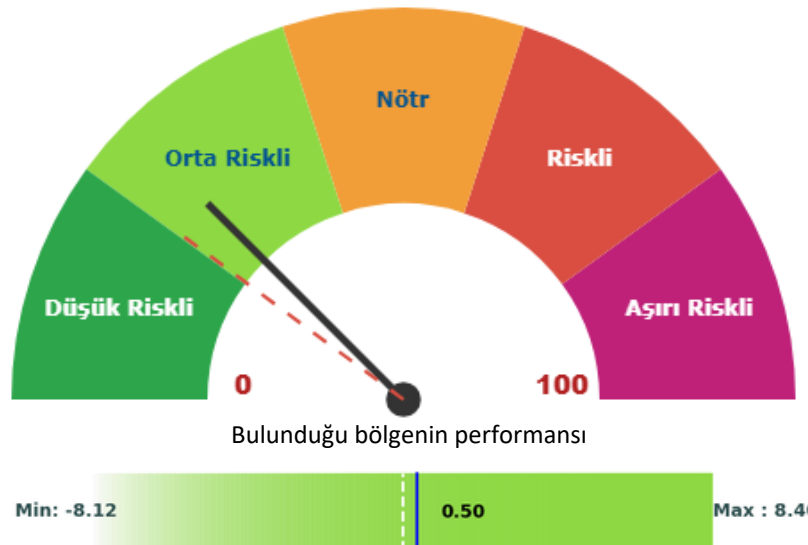 Nötr
Orta Riskli
Riskli
Düşük Riskli
Aşırı Riskli
0
100
Bulunduğu bölgenin performansı
Min: -8.12
0.50
Max : 8.40